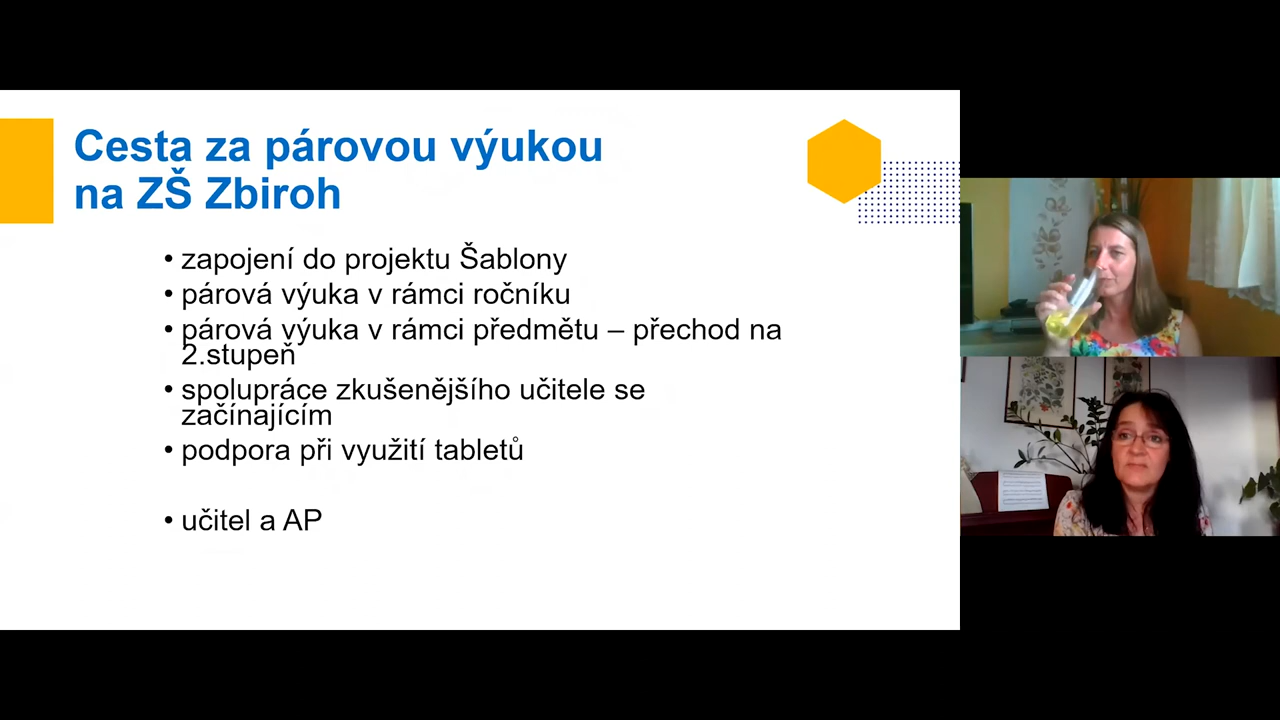 Cesta za párovou výukou
na ZŠ Zbiroh
• zapojení do projektu Šablony
• párová výuka v rámci ročníku
• párová výuka v rámci předmětu – přechod na
2.stupeň
• spolupráce zkušenějšího učitele se
začínajícím
• podpora při využití tabletů
• učitel a AP